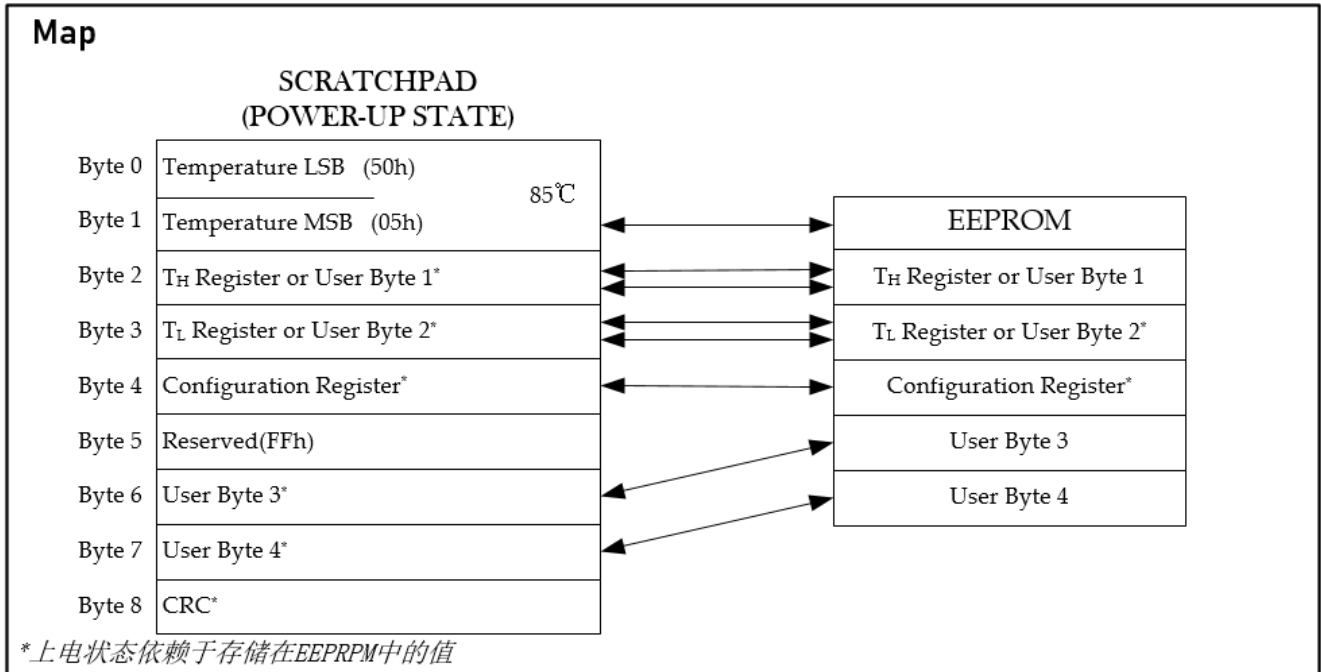 Map
SCRATCHPAD
(POWER-UP STATE)
Byte 0 Temperature LSB (50h)
85℃
Byte 1 Temperature MSB (05h)
EEPROM
Byte 2 TH Register or User Byte 1*
TH Register or User Byte 1
Byte 3 TL Register or User Byte 2*
TL Register or User Byte 2*
Byte 4 Configuration Register*
Configuration Register*
Byte 5 Reserved(FFh)
User Byte 3
Byte 6 User Byte 3*
User Byte 4
Byte 7 User Byte 4*
Byte 8 CRC*
*上电状态依赖于存储在EEPRPM中的值